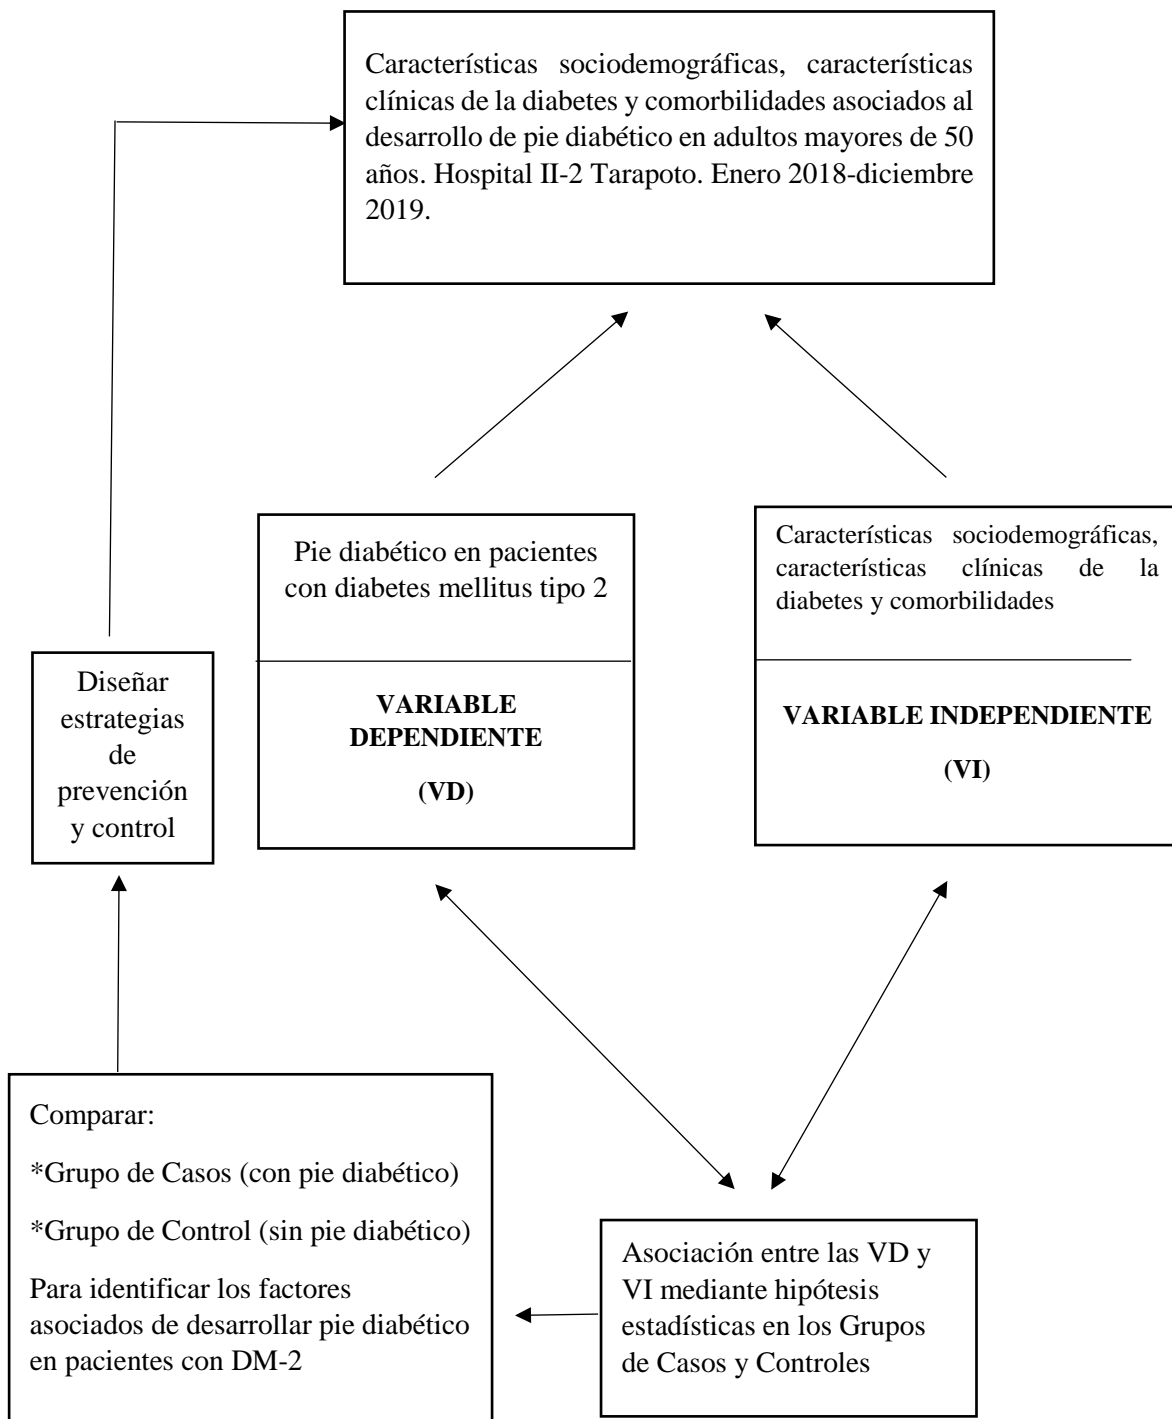 Características sociodemográficas, características
clínicas de la diabetes y comorbilidades asociados al
desarrollo de pie diabético en adultos mayores de 50
años. Hospital II-2 Tarapoto. Enero 2018-diciembre
2019.
Pie diabético en pacientes
con diabetes mellitus tipo 2
VARIABLE
DEPENDIENTE
(VD)
Características sociodemográficas,
características clínicas de la
diabetes y comorbilidades
VARIABLE INDEPENDIENTE
(VI)
Diseñar
estrategias
de
prevención
y control
Comparar:
*Grupo de Casos (con pie diabético)
*Grupo de Control (sin pie diabético)
Para identificar los factores
asociados de desarrollar pie diabético
en pacientes con DM-2
Asociación entre las VD y
VI mediante hipótesis
estadísticas en los Grupos
de Casos y Controles